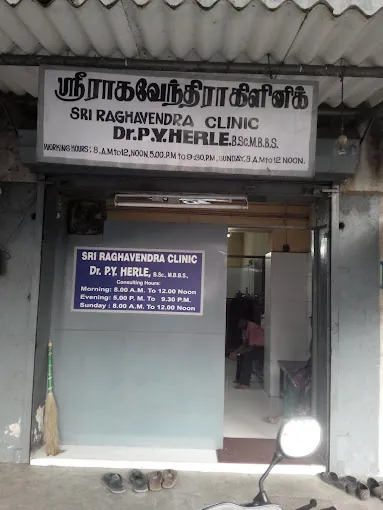 ஸ்ரீராகவேந்திராகிளினிக்
SRI RAGHAVENDRA CLINIC
Dr.P.Y.HERLE.B.Sc.M.B.B.S.
WORKING HOURS: 8.A.M to 12.NOON, 5.00.P.M to 9-30.P.M, SUNDAY. 8.A.M to 12 NOON.
SRI RAGHAVENDRA CLINIC
Dr. P.Y. HERLE, B.Sc., M.B.B.S.,
Consulting Hours:
Morning: 8.00 A.M. To 12.00 Noon
Evening: 5.00 P. M. To 9.30 P.M.
Sunday : 8.00 A.M. to 12.00 Noon